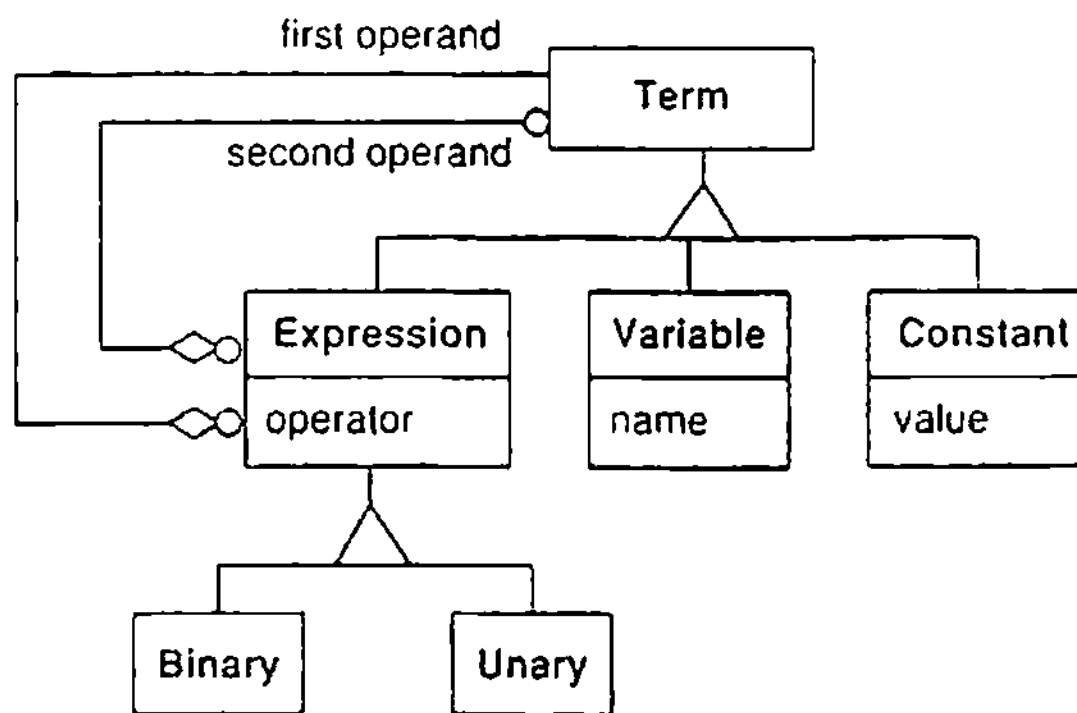 first operand
Term
second operand
Expression
Variable
Constant
operator
name
value
Binary
Unary